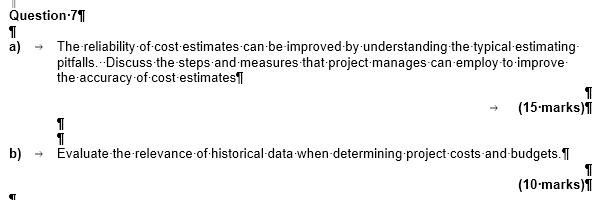 Question 7¶
¶
a) → The reliability of cost estimates can be improved by understanding the typical estimating
pitfalls.  Discuss the steps and measures that project manages can employ to improve
the accuracy of cost estimates¶
¶
→ (15 marks)¶
¶
¶
b) → Evaluate the relevance of historical data when determining project costs and budgets.¶
¶
(10 marks)¶
¶